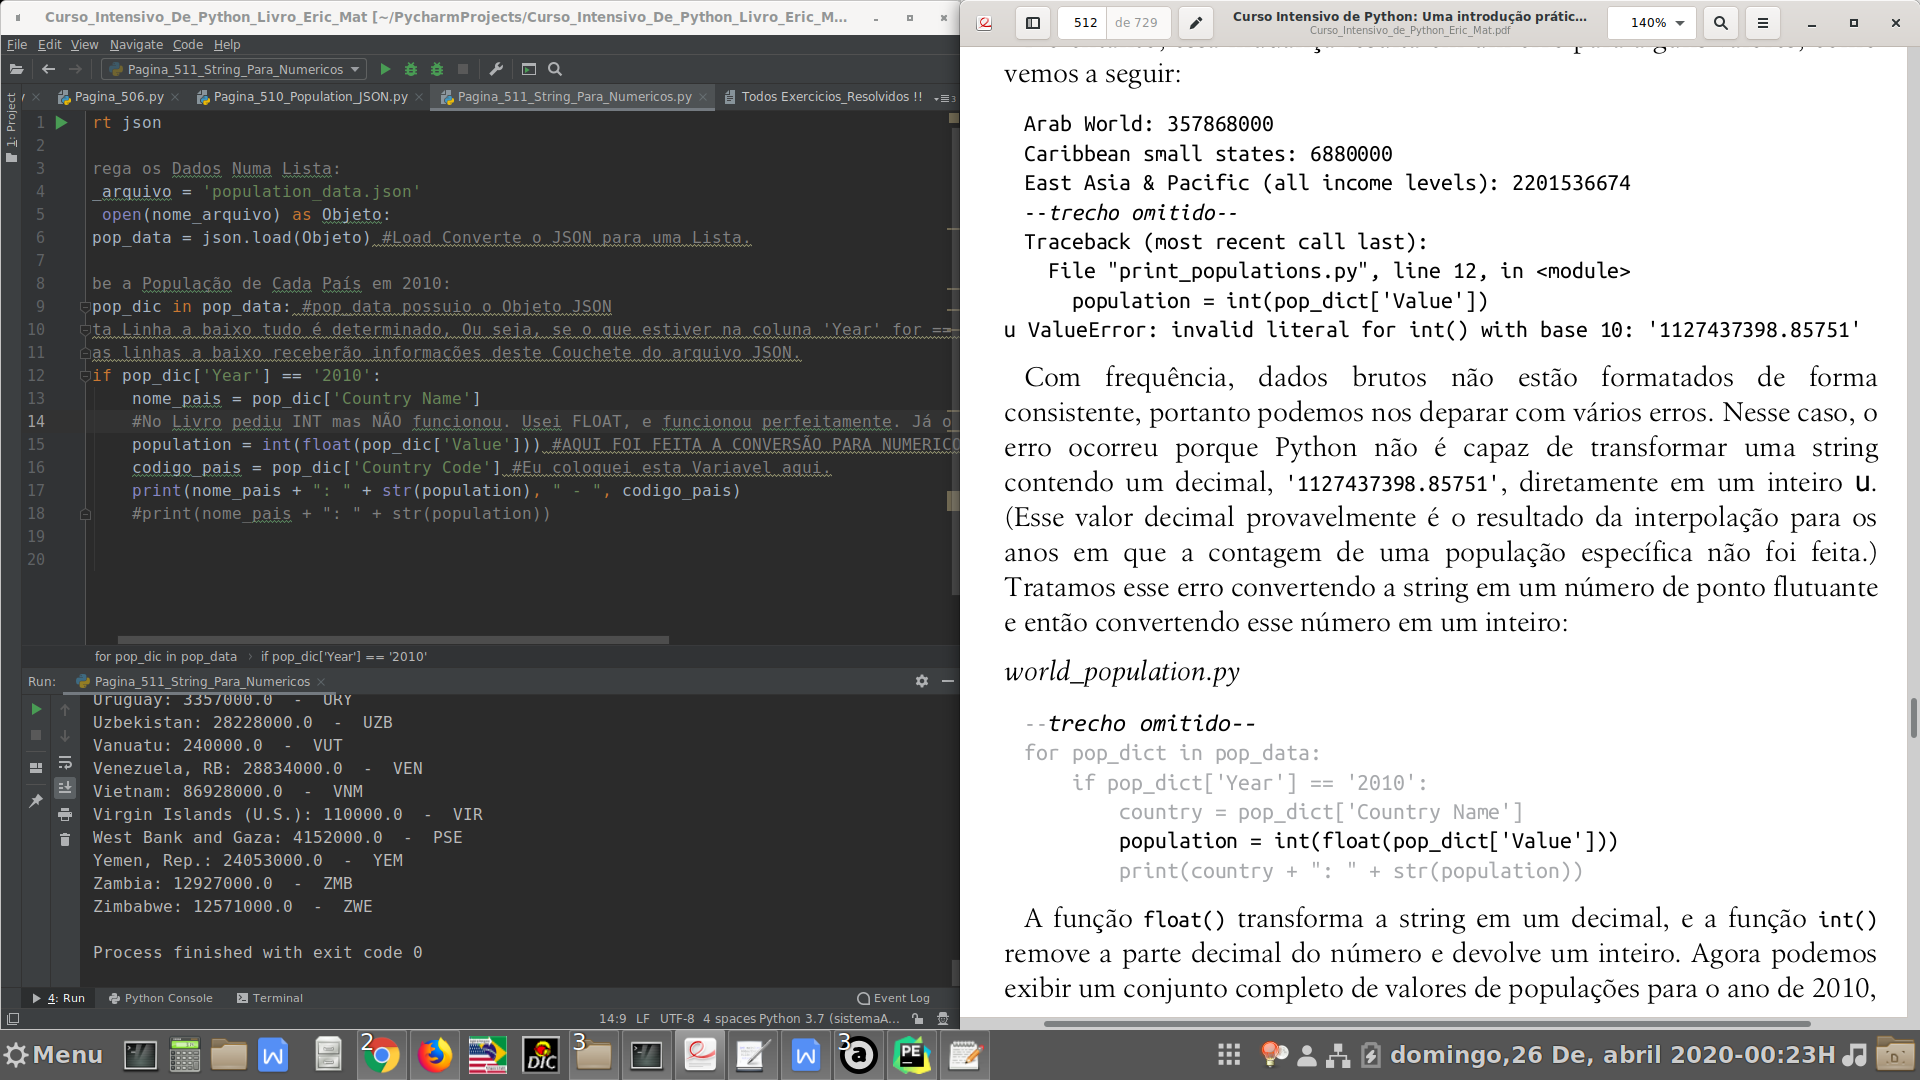 Curso_Intensivo_De_Python_Livro_Eric_Mat [~/PycharmProjects/Curso_Intensivo_De_Python_Livro_Eric_M...
File Edit View Navigate Code Help
Pagina_511_String_Para_Numericos
Pagina_506.py Pagina_510_Population_JSON.py Pagina_511_String_Para_Numericos.py Todos Exercicios_Resolvidos !!
1: Project
1 rt json
2
3 rega os Dados Numa Lista:
4 _arquivo = 'population_data.json'
5 open(nome_arquivo) as Objeto:
6 pop_data = json.load(Objeto) #Load Converte o JSON para uma Lista.
7
8 be a População de Cada País em 2010:
9 pop_dic in pop_data: #pop_data possuio o Objeto JSON
10 ta Linha a baixo tudo é determinado, Ou seja, se o que estiver na coluna 'Year' for ==
11 as linhas a baixo receberão informações deste Couchete do arquivo JSON.
12 if pop_dic['Year'] == '2010':
13 nome_pais = pop_dic['Country Name']
14 #No Livro pediu INT mas NÃO funcionou. Usei FLOAT, e funcionou perfeitamente. Já o
15 population = int(float(pop_dic['Value'])) #AQUI FOI FEITA A CONVERSÃO PARA NUMERICO
16 codigo_pais = pop_dic['Country Code'] #Eu coloquei esta Variavel aqui.
17 print(nome_pais + ": " + str(population), " - ", codigo_pais)
18 #print(nome_pais + ": " + str(population))
19
20
for pop_dic in pop_data › if pop_dic['Year'] == '2010'
Run: Pagina_511_String_Para_Numericos
Uruguay: 3357000.0 - URY
Uzbekistan: 28228000.0 - UZB
Vanuatu: 240000.0 - VUT
Venezuela, RB: 28834000.0 - VEN
Vietnam: 86928000.0 - VNM
Virgin Islands (U.S.): 110000.0 - VIR
West Bank and Gaza: 4152000.0 - PSE
Yemen, Rep.: 24053000.0 - YEM
Zambia: 12927000.0 - ZMB
Zimbabwe: 12571000.0 - ZWE
Process finished with exit code 0
4: Run Python Console Terminal Event Log
14:9 LF UTF-8 4 spaces Python 3.7 (sistemaA...
512 de 729 Curso Intensivo de Python: Uma introdução prátic... 140%
Curso_Intensivo_de_Python_Eric_Mat.pdf
vemos a seguir:
Arab World: 357868000
Caribbean small states: 6880000
East Asia & Pacific (all income levels): 2201536674
--trecho omitido--
Traceback (most recent call last):
File "print_populations.py", line 12, in <module>
population = int(pop_dict['Value'])
u ValueError: invalid literal for int() with base 10: '1127437398.85751'
Com frequência, dados brutos não estão formatados de forma
consistente, portanto podemos nos deparar com vários erros. Nesse caso, o
erro ocorreu porque Python não é capaz de transformar uma string
contendo um decimal, '1127437398.85751', diretamente em um inteiro u.
(Esse valor decimal provavelmente é o resultado da interpolação para os
anos em que a contagem de uma população específica não foi feita.)
Tratamos esse erro convertendo a string em um número de ponto flutuante
e então convertendo esse número em um inteiro:
world_population.py
--trecho omitido--
for pop_dict in pop_data:
if pop_dict['Year'] == '2010':
country = pop_dict['Country Name']
population = int(float(pop_dict['Value']))
print(country + ": " + str(population))
A função float() transforma a string em um decimal, e a função int()
remove a parte decimal do número e devolve um inteiro. Agora podemos
exibir um conjunto completo de valores de populações para o ano de 2010,
Menu 2 W DIC 3 W 3 a PE domingo,26 De, abril 2020-00:23H D